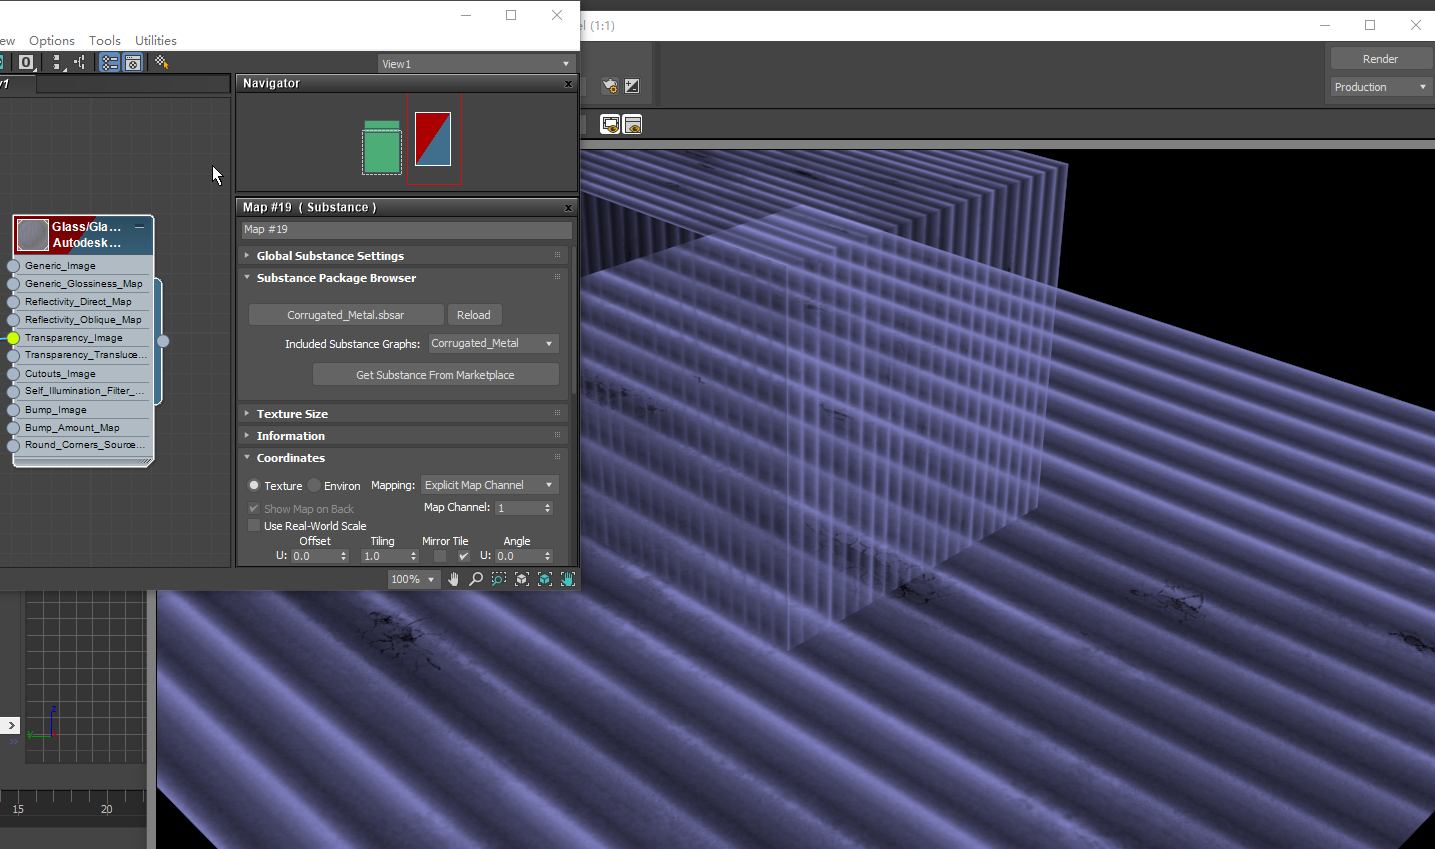 ew Options Tools Utilities
View1
Navigator
Map #19 ( Substance )
Map #19
Global Substance Settings
Substance Package Browser
Corrugated_Metal.sbsar
Reload
Included Substance Graphs: Corrugated_Metal
Get Substance From Marketplace
Texture Size
Information
Coordinates
Texture Environ Mapping: Explicit Map Channel
Show Map on Back Map Channel: 1
Use Real-World Scale
Offset Tiling Mirror Tile Angle
U: 0.0 1.0 U: 0.0
100%
Glass/Gla...
Autodesk...
Generic_Image
Generic_Glossiness_Map
Reflectivity_Direct_Map
Reflectivity_Oblique_Map
Transparency_Image
Transparency_Transluce...
Cutouts_Image
Self_Illumination_Filter_...
Bump_Image
Bump_Amount_Map
Round_Corners_Source...
(1:1)
Render
Production
z
y
15 20